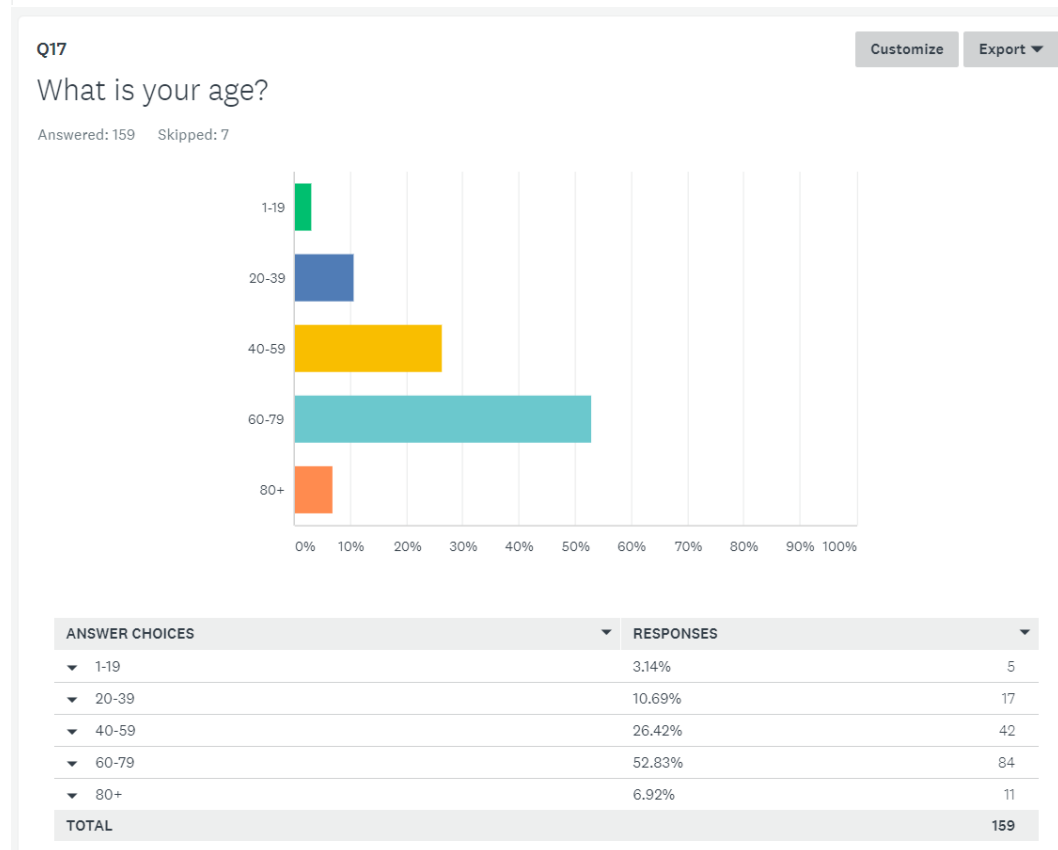 Q17
Customize
Export
What is your age?
Answered: 159 Skipped: 7
1-19
20-39
40-59
60-79
80+
0% 10% 20% 30% 40% 50% 60% 70% 80% 90% 100%
ANSWER CHOICES RESPONSES
1-19 3.14% 5
20-39 10.69% 17
40-59 26.42% 42
60-79 52.83% 84
80+ 6.92% 11
TOTAL 159